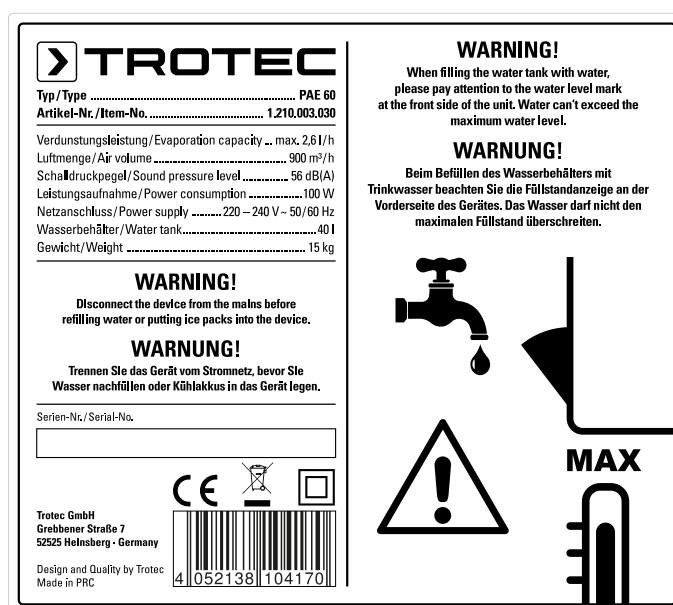 TROTEC
Typ/Type ........ PAE 60
Artikel-Nr./Item-No. ........ 1.210.003.030
Verdunstungsleistung/Evaporation capacity ... max. 2,6 l/h
Luftmenge/Air volume ........ 900 m³/h
Schalldruckpegel/Sound pressure level ........ 56 dB(A)
Leistungsaufnahme/Power consumption ........ 100 W
Netzanschluss/Power supply ........ 220 – 240 V ~ 50/60 Hz
Wasserbehälter/Water tank ........ 40 l
Gewicht/Weight ........ 15 kg
WARNING!
Disconnect the device from the mains before
refilling water or putting ice packs into the device.
WARNUNG!
Trennen Sie das Gerät vom Stromnetz, bevor Sie
Wasser nachfüllen oder Kühlakkus in das Gerät legen.
Serien-Nr./Serial-No.
CE
Trotec GmbH
Grebbener Straße 7
52525 Heinsberg · Germany
Design and Quality by Trotec
Made in PRC
4 052138 104170
WARNING!
When filling the water tank with water,
please pay attention to the water level mark
at the front side of the unit. Water can't exceed the
maximum water level.
WARNUNG!
Beim Befüllen des Wasserbehälters mit
Trinkwasser beachten Sie die Füllstandanzeige an der
Vorderseite des Gerätes. Das Wasser darf nicht den
maximalen Füllstand überschreiten.
MAX